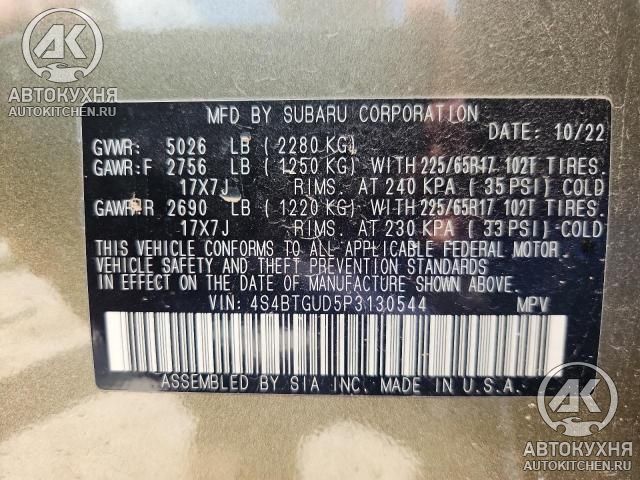 AK
АВТОКУХНЯ
AUTOKITCHEN.RU
MFD BY SUBARU CORPORATION
DATE: 10/22
GVWR: 5026 LB ( 2280 KG)
GAWR:F 2756 LB ( 1250 KG) WITH 225/65R17 102T TIRES.
17X7J RIMS. AT 240 KPA ( 35 PSI) COLD
GAWR:R 2690 LB ( 1220 KG) WITH 225/65R17 102T TIRES.
17X7J RIMS. AT 230 KPA ( 33 PSI) COLD
THIS VEHICLE CONFORMS TO ALL APPLICABLE FEDERAL MOTOR
VEHICLE SAFETY AND THEFT PREVENTION STANDARDS
IN EFFECT ON THE DATE OF MANUFACTURE SHOWN ABOVE.
VIN: 4S4BTGUD5P3130544 MPV
ASSEMBLED BY SIA INC. MADE IN U.S.A.
AK
АВТОКУХНЯ
AUTOKITCHEN.RU